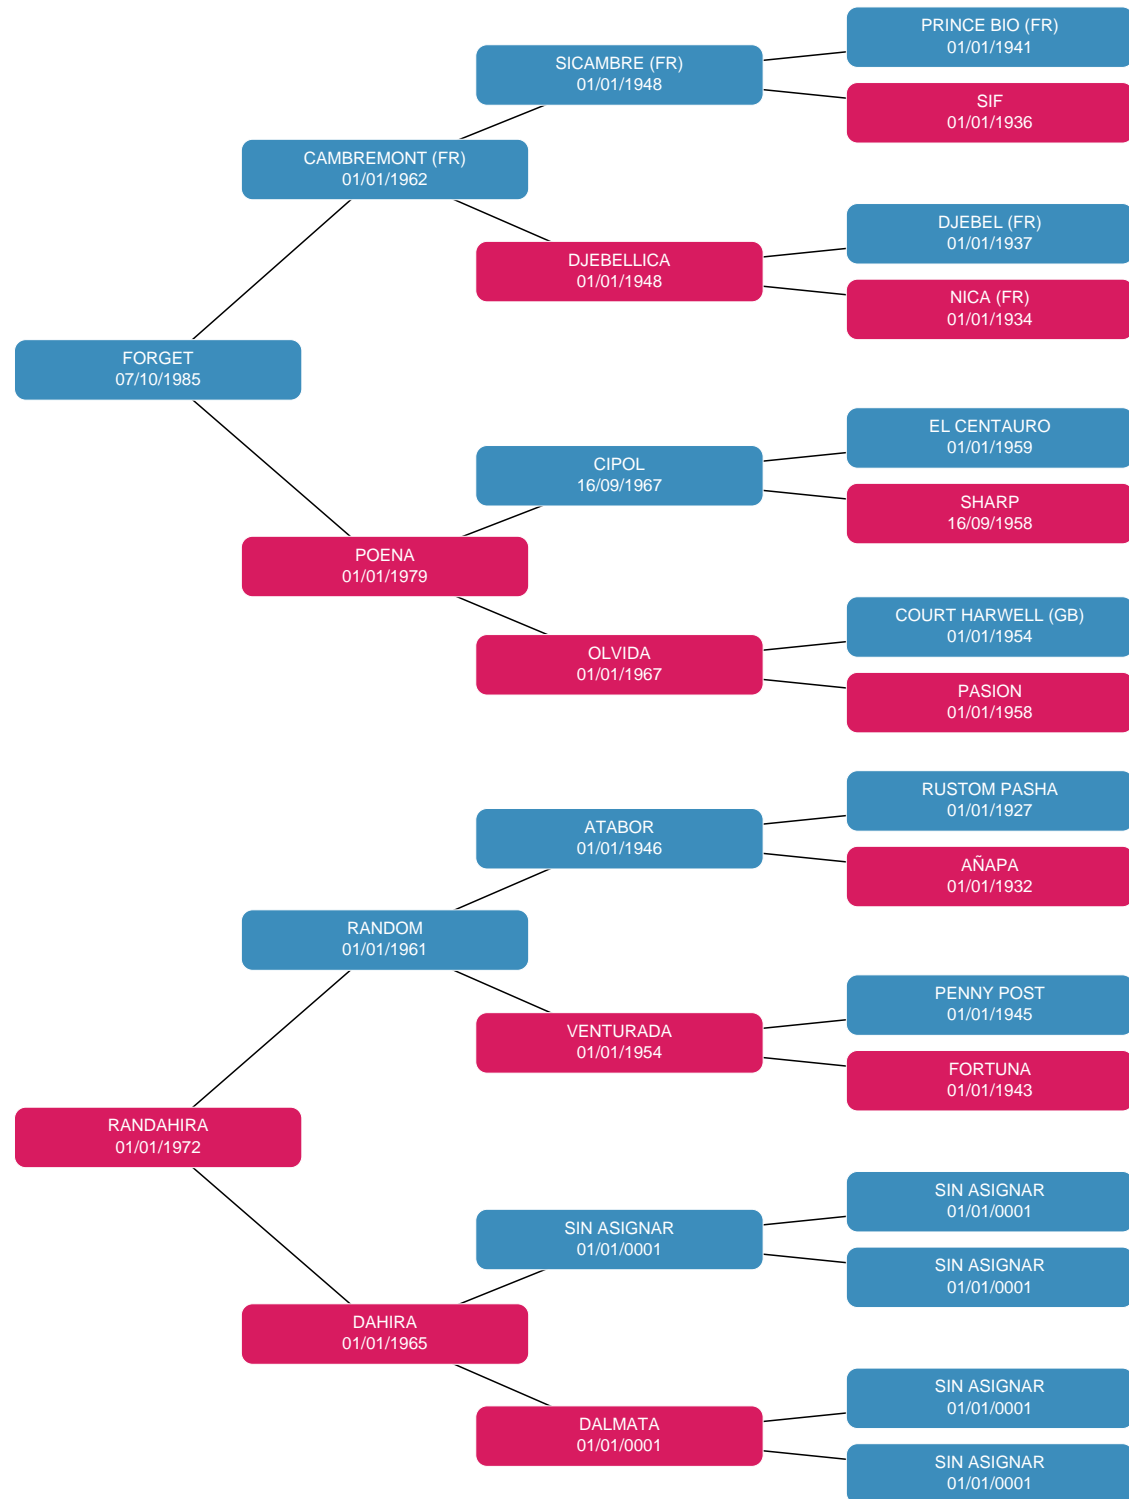 PRINCE BIO (FR)
01/01/1941
SICAMBRE (FR)
01/01/1948
SIF
01/01/1936
CAMBREMONT (FR)
01/01/1962
DJEBEL (FR)
01/01/1937
DJEBELLICA
01/01/1948
NICA (FR)
01/01/1934
FORGET
07/10/1985
EL CENTAURO
01/01/1959
CIPOL
16/09/1967
SHARP
16/09/1958
POENA
01/01/1979
COURT HARWELL (GB)
01/01/1954
OLVIDA
01/01/1967
PASION
01/01/1958
RUSTOM PASHA
01/01/1927
ATABOR
01/01/1946
AÑAPA
01/01/1932
RANDOM
01/01/1961
PENNY POST
01/01/1945
VENTURADA
01/01/1954
FORTUNA
01/01/1943
RANDAHIRA
01/01/1972
SIN ASIGNAR
01/01/0001
SIN ASIGNAR
01/01/0001
SIN ASIGNAR
01/01/0001
DAHIRA
01/01/1965
SIN ASIGNAR
01/01/0001
DALMATA
01/01/0001
SIN ASIGNAR
01/01/0001